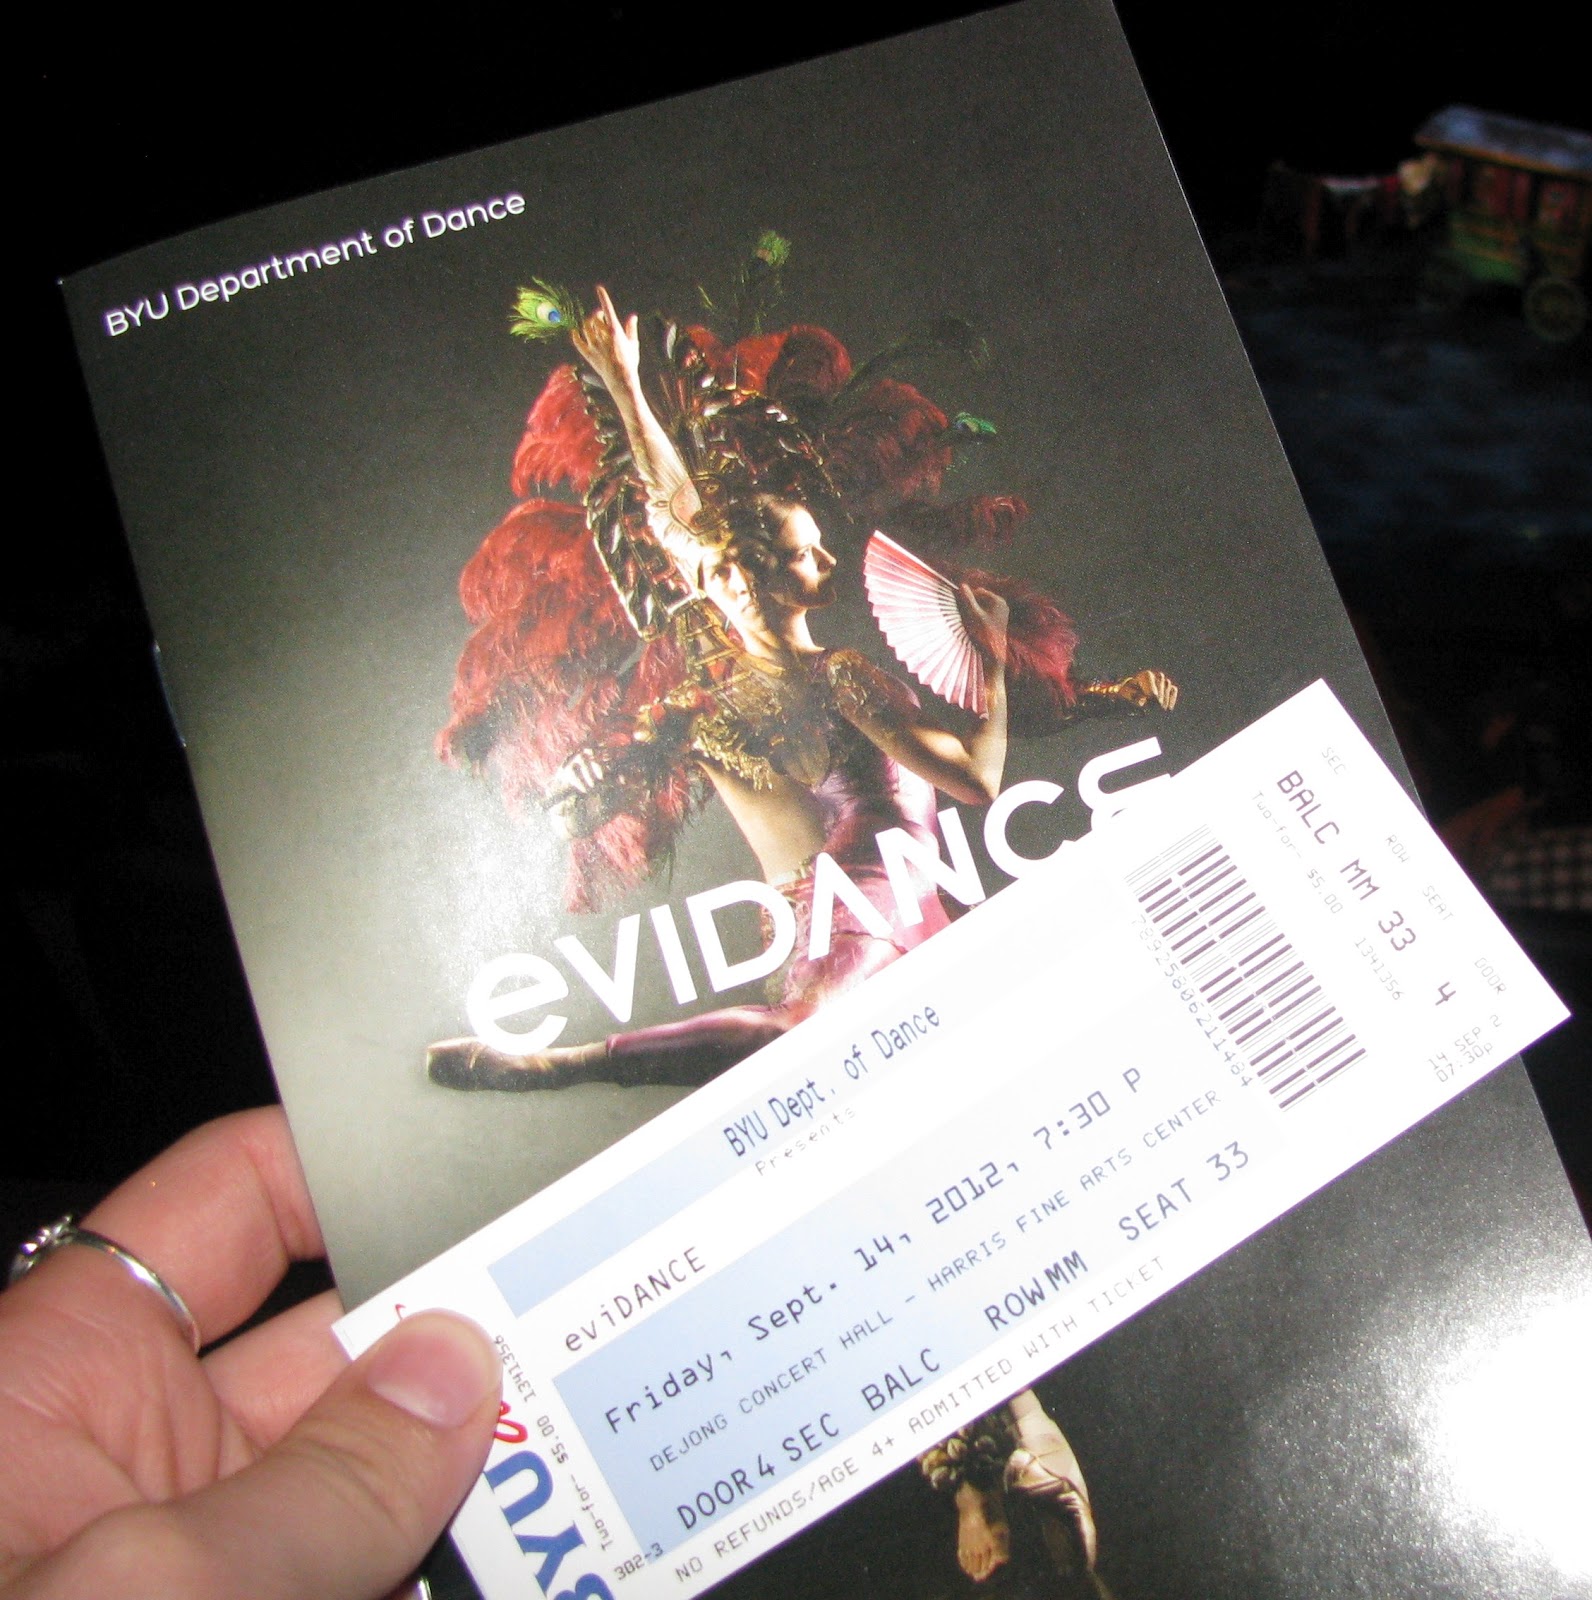 BYU Department of Dance
eVIDANCE
BYU Dept. of Dance
Presents
eviDANCE
Friday, Sept. 14, 2012, 7:30 P
DEJONG CONCERT HALL - HARRIS FINE ARTS CENTER
DOOR 4 SEC BALC ROW MM SEAT 33
NO REFUNDS/AGE 4+ ADMITTED WITH TICKET
382-3
Two-for- $5.00 1341356
BYU
SEC ROW SEAT DOOR
BALC MM 33 4
Two-for- $5.00 1341356
14 SEP 2
07:30p